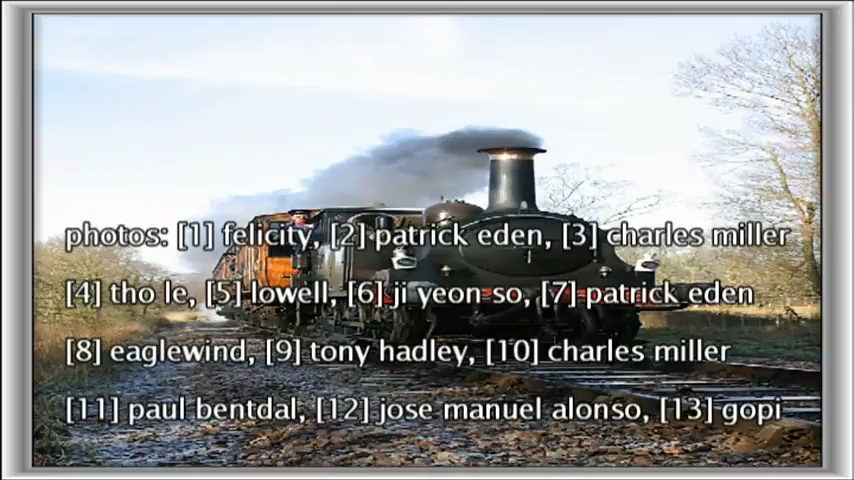 photos: [1] felicity, [2] patrick eden, [3] charles miller
[4] tho le, [5] lowell, [6] ji yeon so, [7] patrick eden
[8] eaglewind, [9] tony hadley, [10] charles miller
[11] paul bentdal, [12] jose manuel alonso, [13] gopi